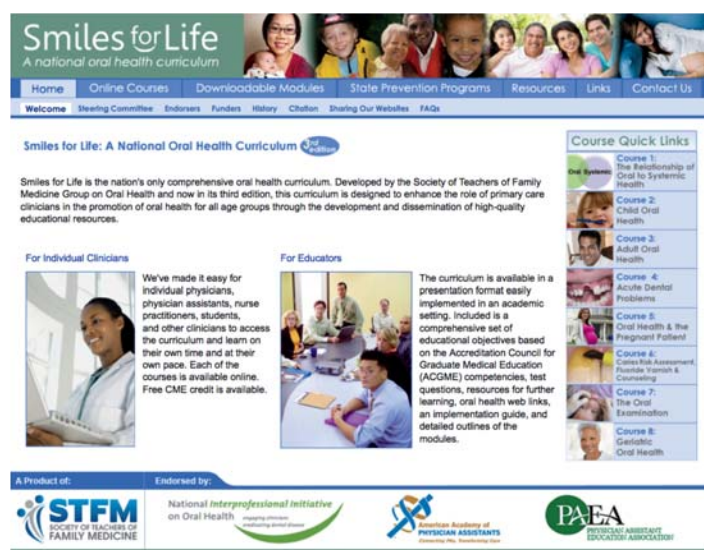 Smiles for Life
A national oral health curriculum
Home Online Courses Downloadable Modules State Prevention Programs Resources Links Contact Us
Welcome Steering Committee Endorsers Funders History Citation Sharing Our Websites FAQs
Smiles for Life: A National Oral Health Curriculum 3rd edition
Smiles for Life is the nation's only comprehensive oral health curriculum. Developed by the Society of Teachers of Family
Medicine Group on Oral Health and now in its third edition, this curriculum is designed to enhance the role of primary care
clinicians in the promotion of oral health for all age groups through the development and dissemination of high-quality
educational resources.
For Individual Clinicians
We've made it easy for
individual physicians,
physician assistants, nurse
practitioners, students,
and other clinicians to access
the curriculum and learn on
their own time and at their
own pace. Each of the
courses is available online.
Free CME credit is available.
For Educators
The curriculum is available in a
presentation format easily
implemented in an academic
setting. Included is a
comprehensive set of
educational objectives based
on the Accreditation Council for
Graduate Medical Education
(ACGME) competencies, test
questions, resources for further
learning, oral health web links,
an implementation guide, and
detailed outlines of the
modules.
Course Quick Links
Oral Systemic
Course 1:
The Relationship of
Oral to Systemic
Health
Course 2:
Child Oral
Health
Course 3:
Adult Oral
Health
Course 4:
Acute Dental
Problems
Course 5:
Oral Health & the
Pregnant Patient
Course 6:
Caries Risk Assessment,
Fluoride Varnish &
Counseling
Course 7:
The Oral
Examination
Course 8:
Geriatric
Oral Health
A Product of:
Endorsed by:
STFM
SOCIETY OF TEACHERS OF
FAMILY MEDICINE
National Interprofessional Initiative
on Oral Health engaging clinicians
eradicating dental disease
American Academy of
PHYSICIAN ASSISTANTS
Connecting PAs, Transforming Care
PAEA
PHYSICIAN ASSISTANT
EDUCATION ASSOCIATION